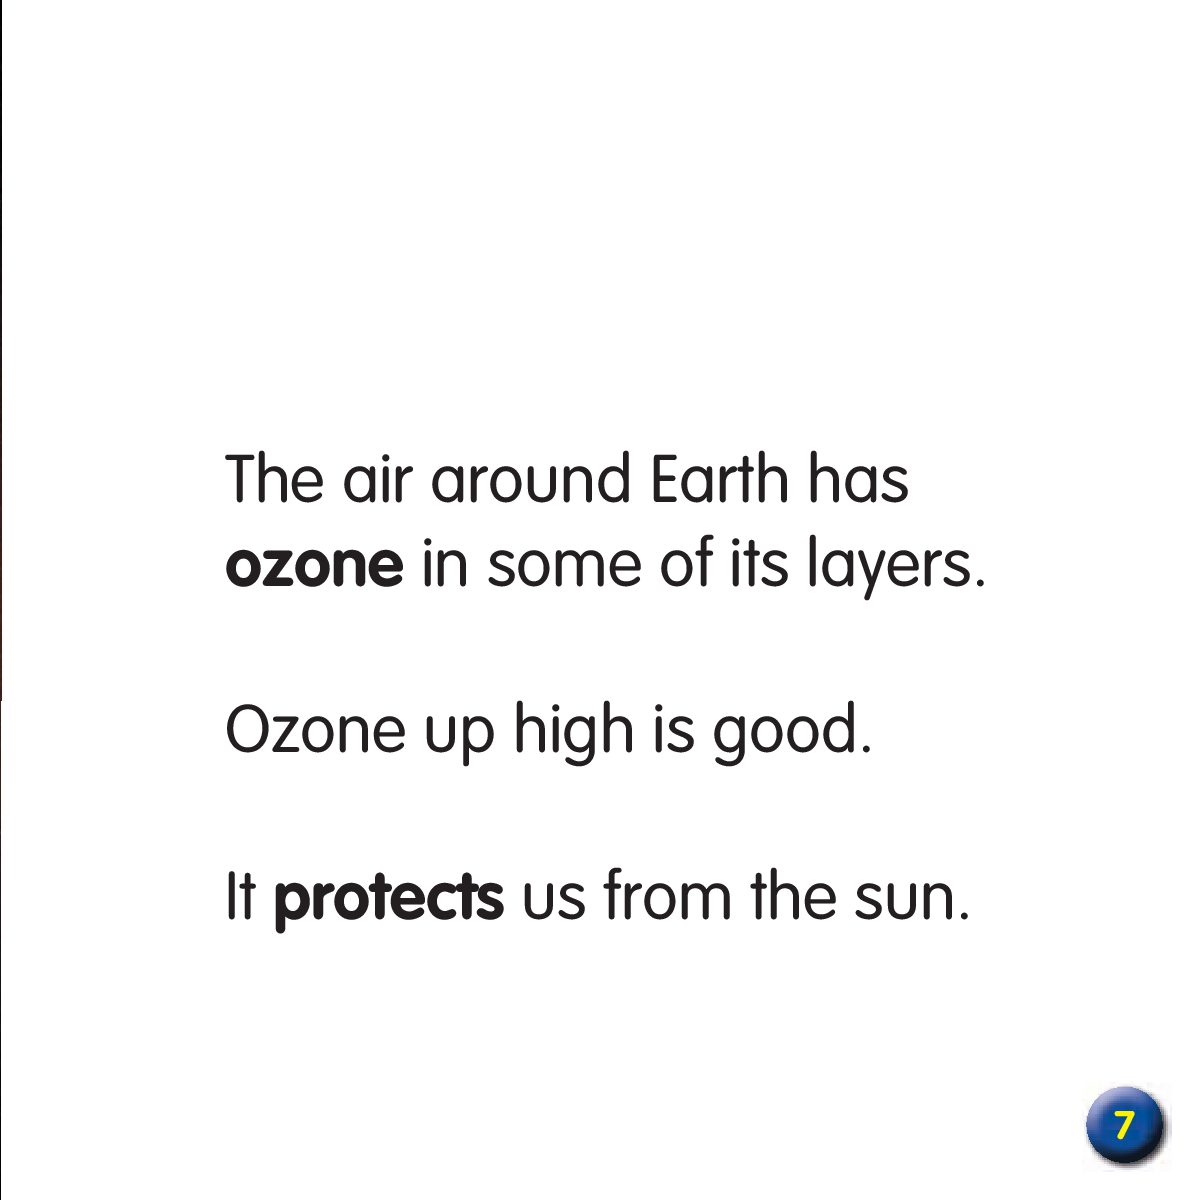 The air around Earth has
ozone in some of its layers.
Ozone up high is good.
It protects us from the sun.
7